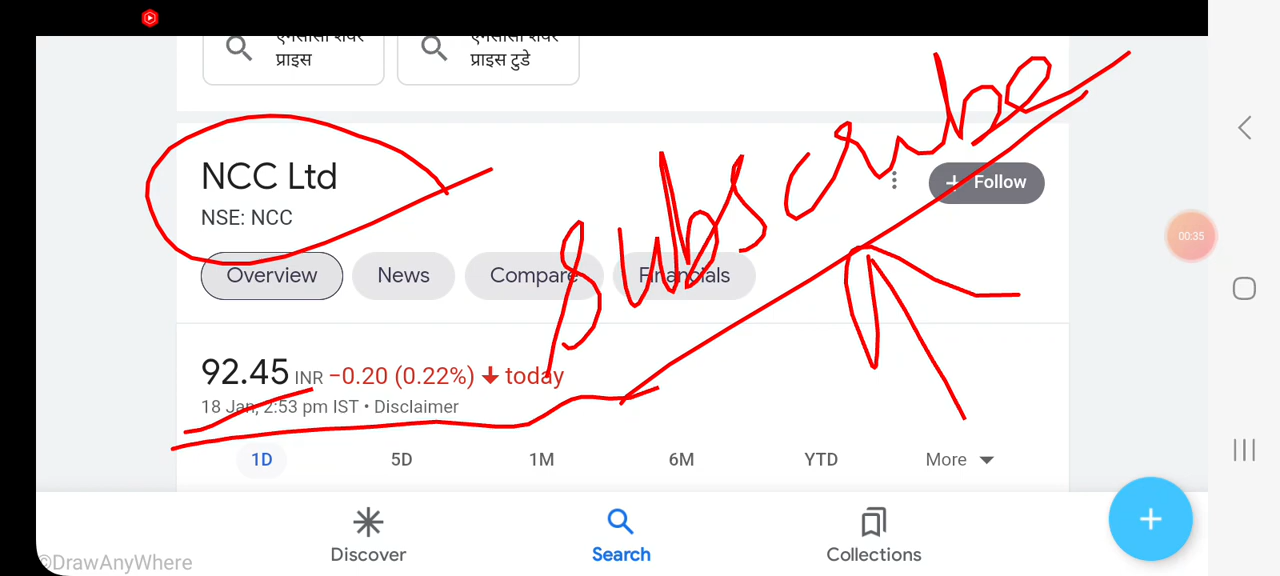 एनसीसी शेयर
प्राइस
एनसीसी शेयर
प्राइस टुडे
NCC Ltd
NSE: NCC
Subscribe
+ Follow
Overview News Compare Financials
92.45 INR −0.20 (0.22%) ↓ today
18 Jan, 2:53 pm IST • Disclaimer
1D 5D 1M 6M YTD More
00:35
Discover Search Collections
©DrawAnyWhere